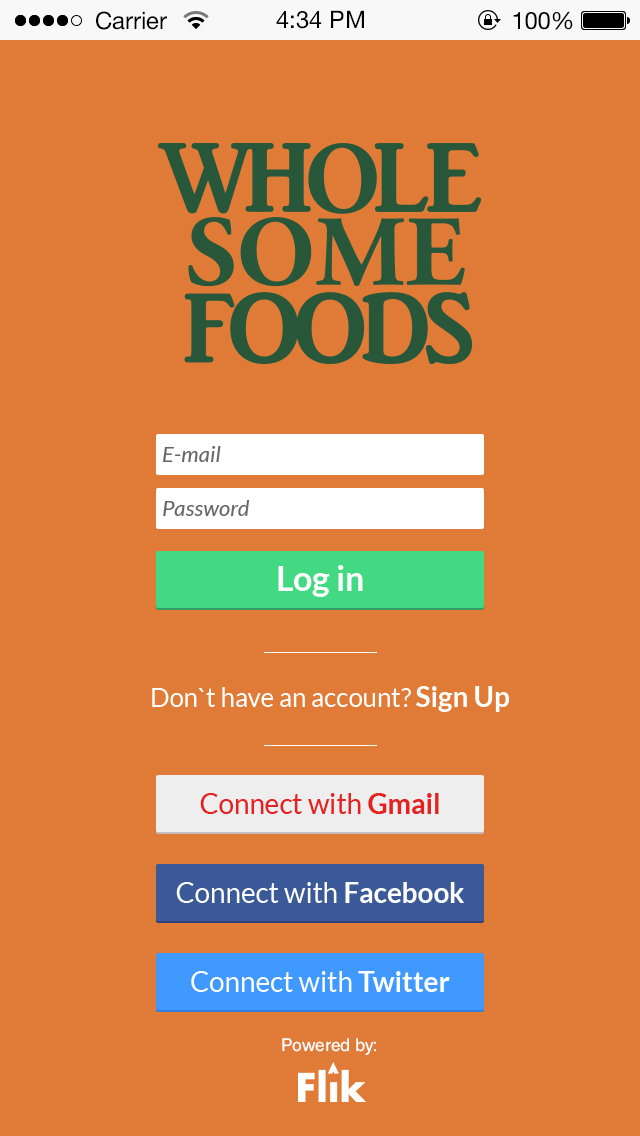 Carrier 4:34 PM 100%
WHOLE
SOME
FOODS
E-mail
Password
Log in
Don`t have an account? Sign Up
Connect with Gmail
Connect with Facebook
Connect with Twitter
Powered by:
Flik